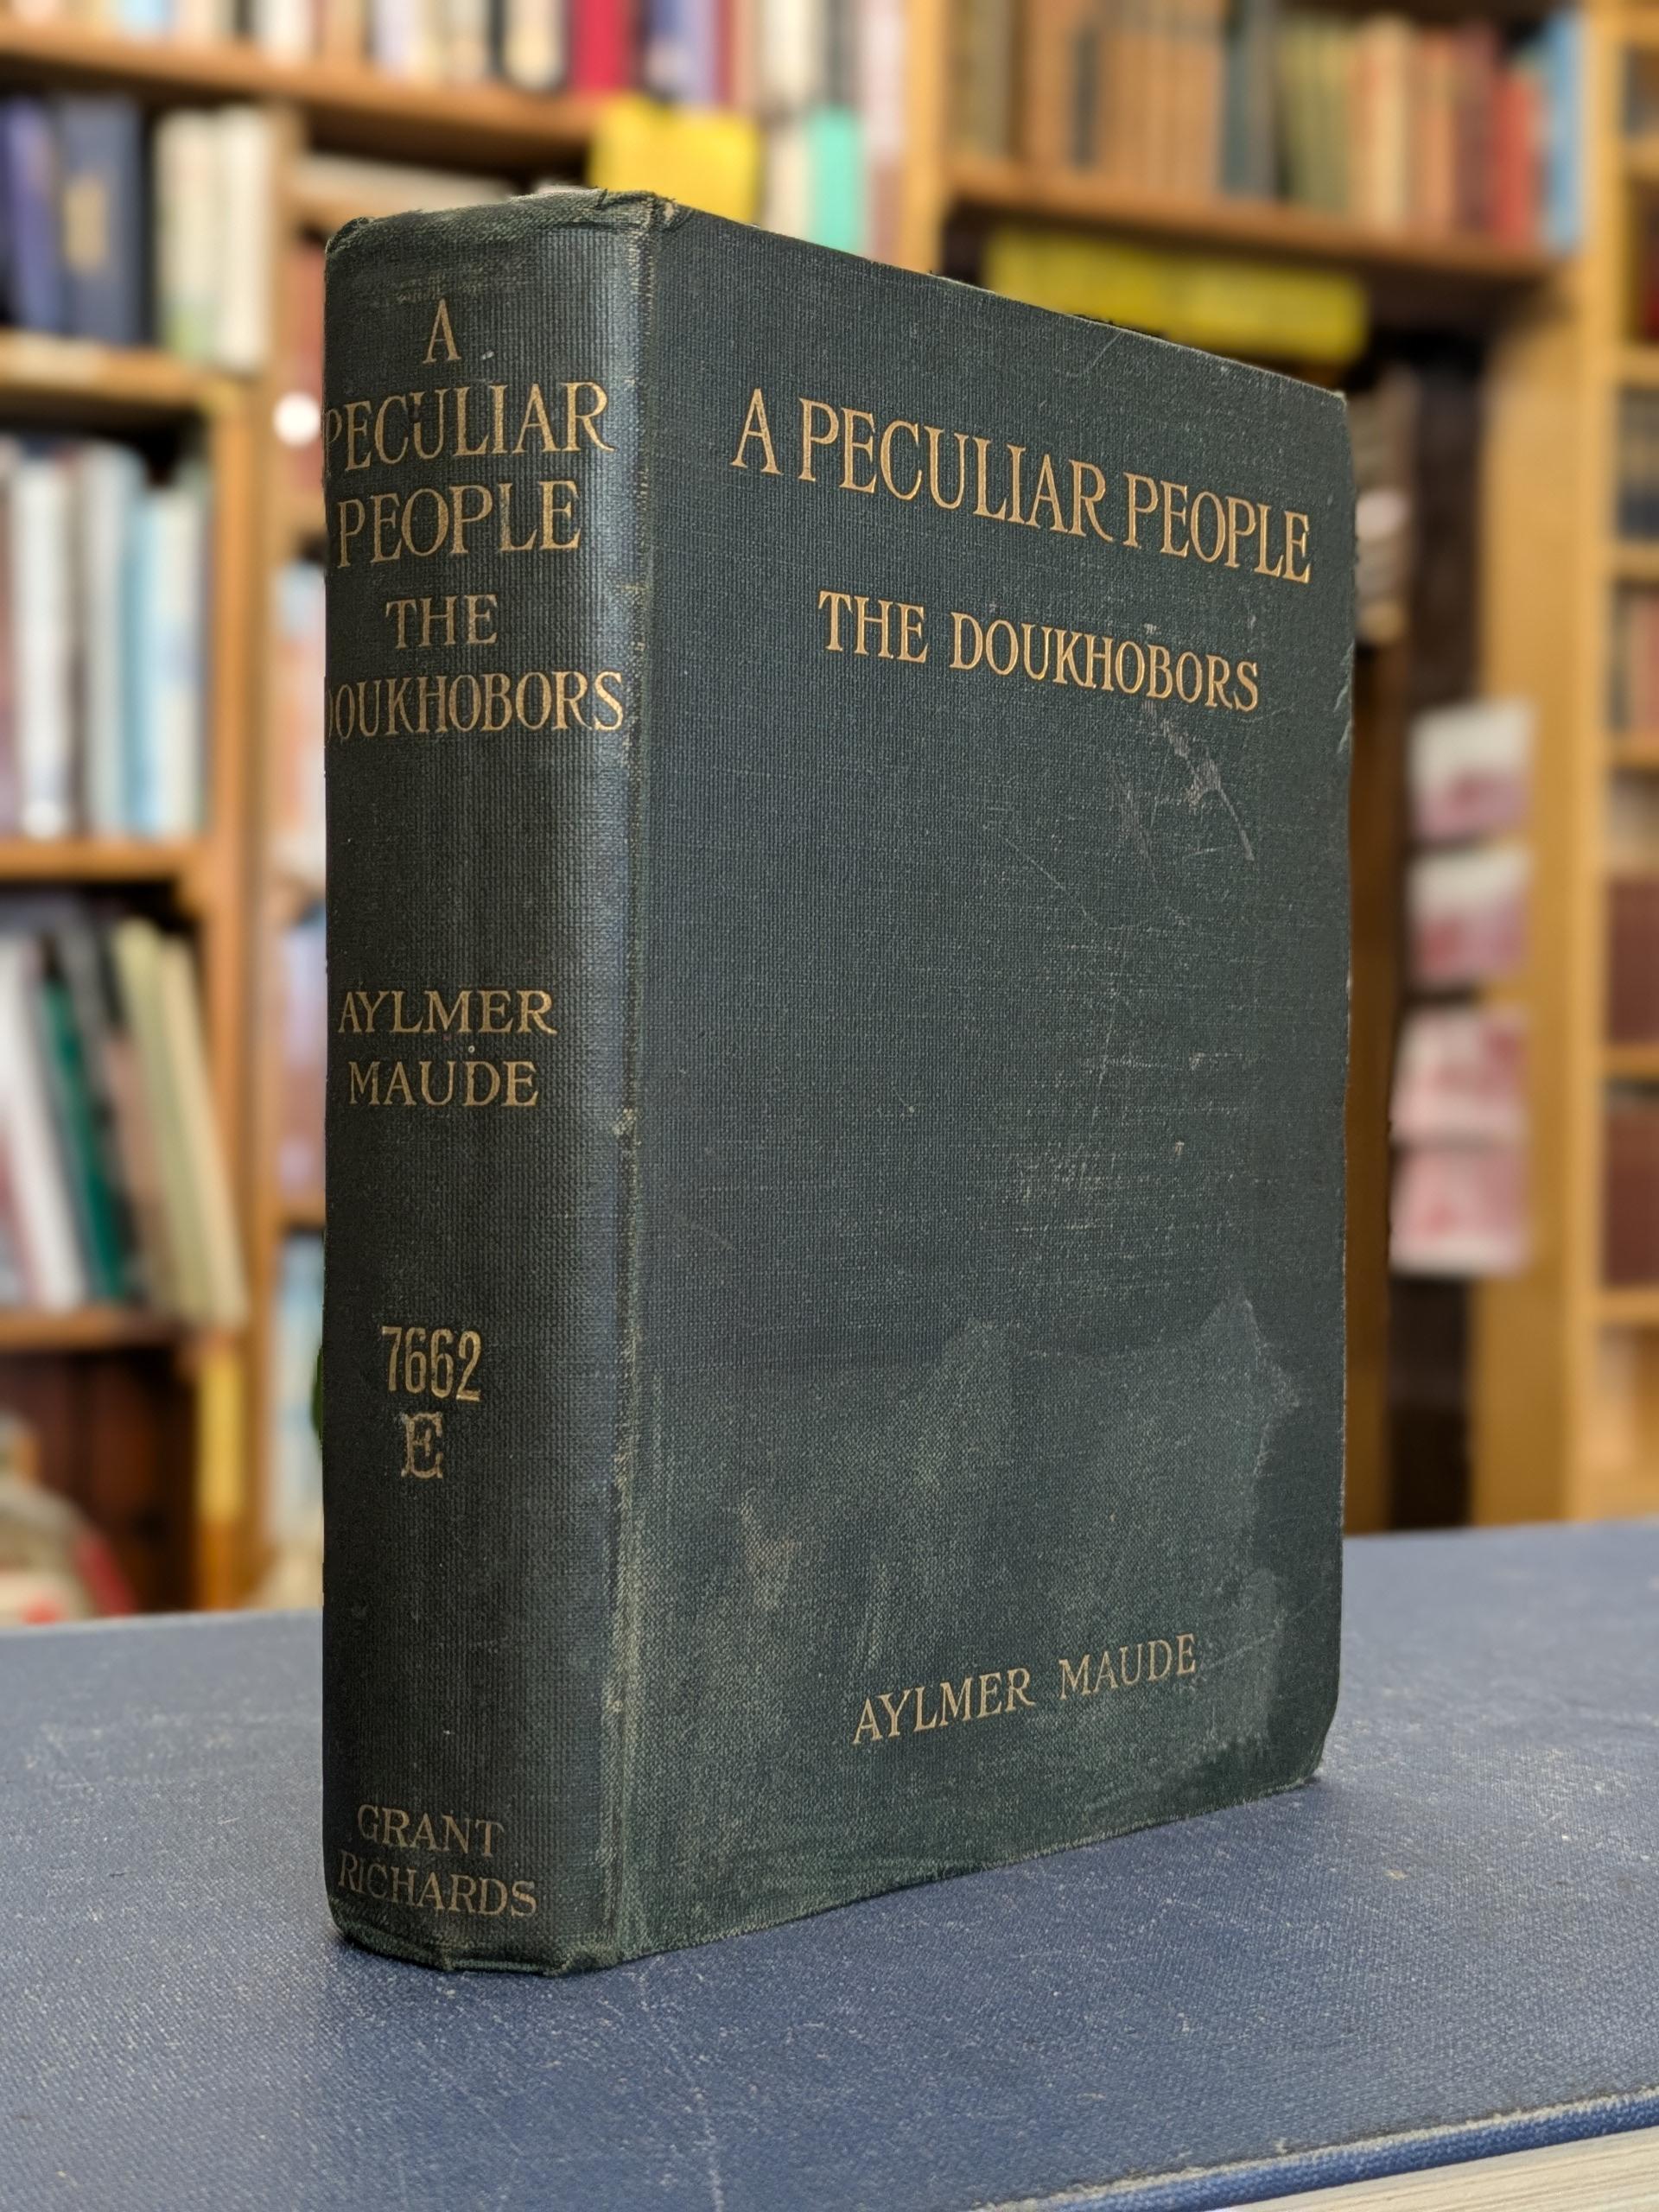 A
PECULIAR
PEOPLE
THE
DOUKHOBORS
AYLMER
MAUDE
7662
E
GRANT
RICHARDS
A PECULIAR PEOPLE
THE DOUKHOBORS
AYLMER MAUDE